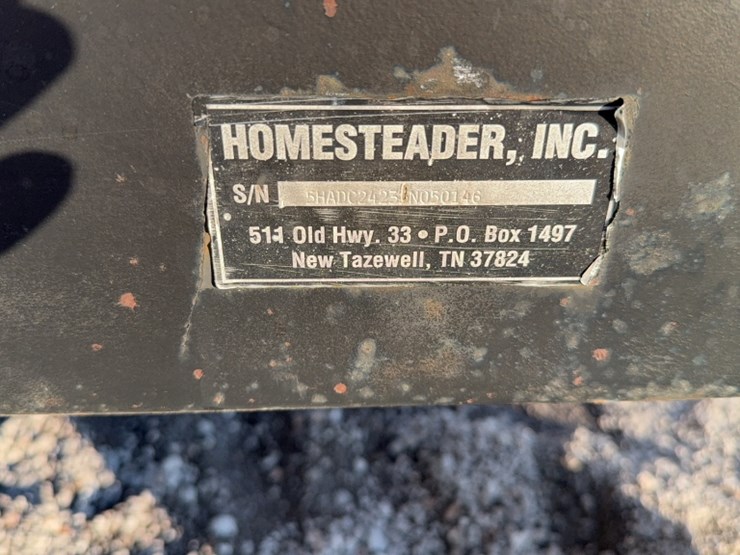 HOMESTEADER, INC.
S/N
511 Old Hwy. 33 • P.O. Box 1497
New Tazewell, TN 37824